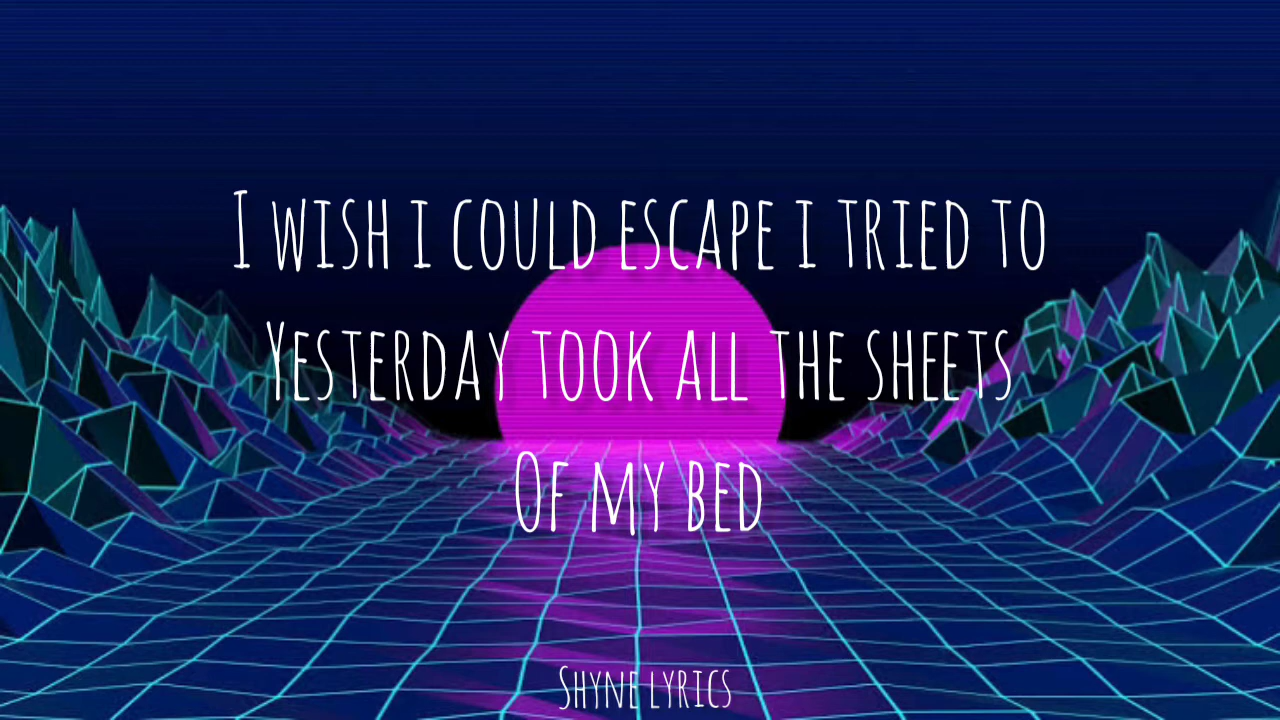 I wish i could escape i tried to
Yesterday took all the sheets
Of my bed
Shyne lyrics